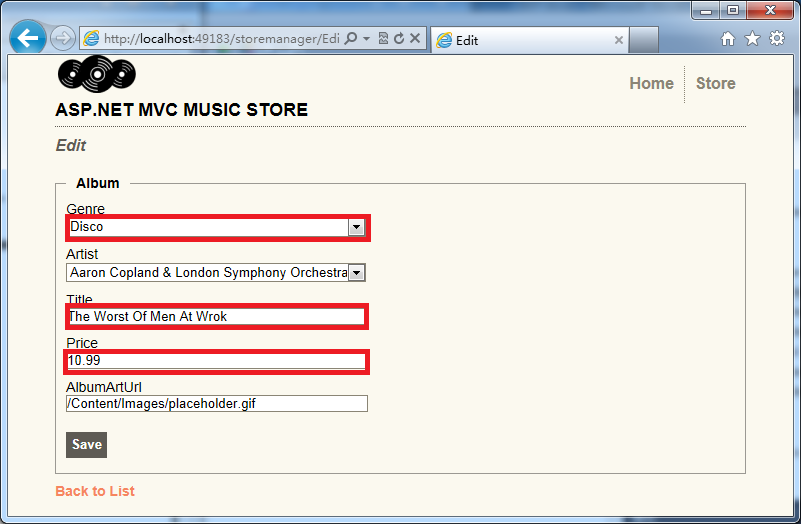 http://localhost:49183/storemanager/Edi
Edit
Home
Store
ASP.NET MVC MUSIC STORE
Edit
Album
Genre
Disco
Artist
Aaron Copland & London Symphony Orchestra
Title
The Worst Of Men At Wrok
Price
10.99
AlbumArtUrl
/Content/Images/placeholder.gif
Save
Back to List